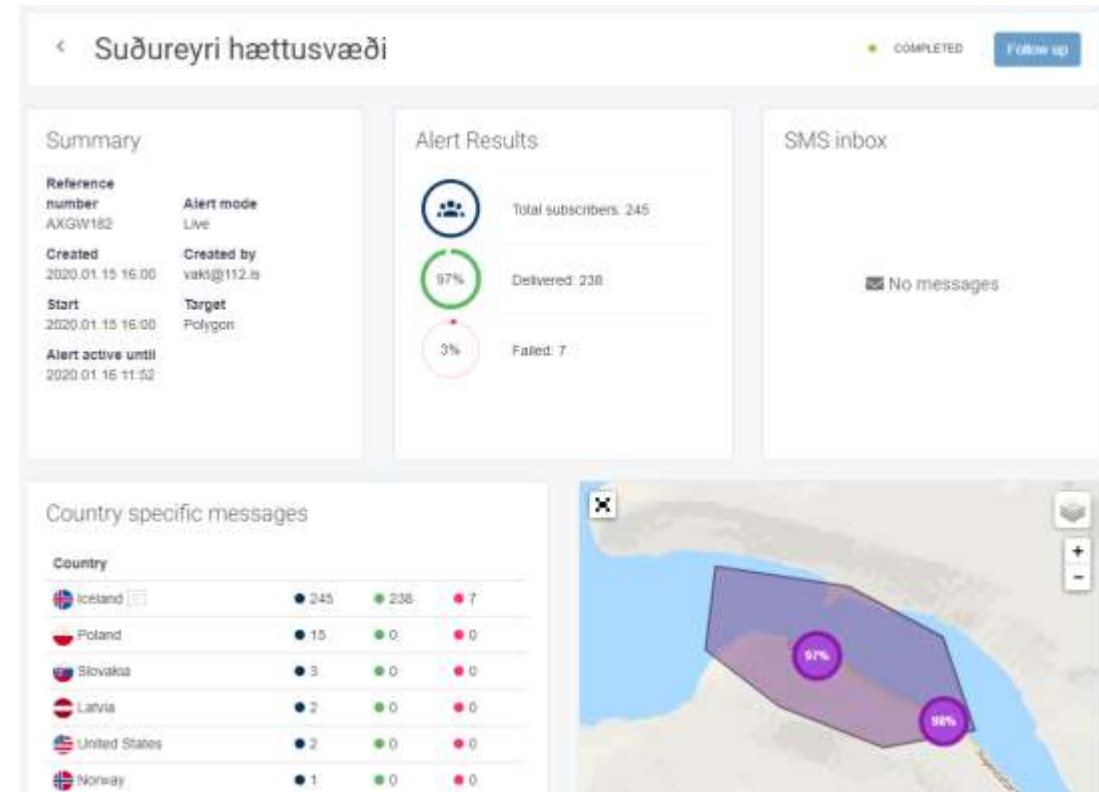 Suðureyri hættusvæði
COMPLETED
Follow up
Summary
Reference number
AXGW182
Alert mode
Live
Created
2020.01.15 16:00
Created by
vakt@112.is
Start
2020.01.15 16:00
Target
Polygon
Alert active until
2020.01.16 11:52
Alert Results
Total subscribers: 245
97%
Delivered: 238
3%
Failed: 7
SMS inbox
No messages
Country specific messages
Country
Iceland 245 238 7
Poland 15 0 0
Slovakia 3 0 0
Latvia 2 0 0
United States 2 0 0
Norway 1 0 0
+
−
97%
98%